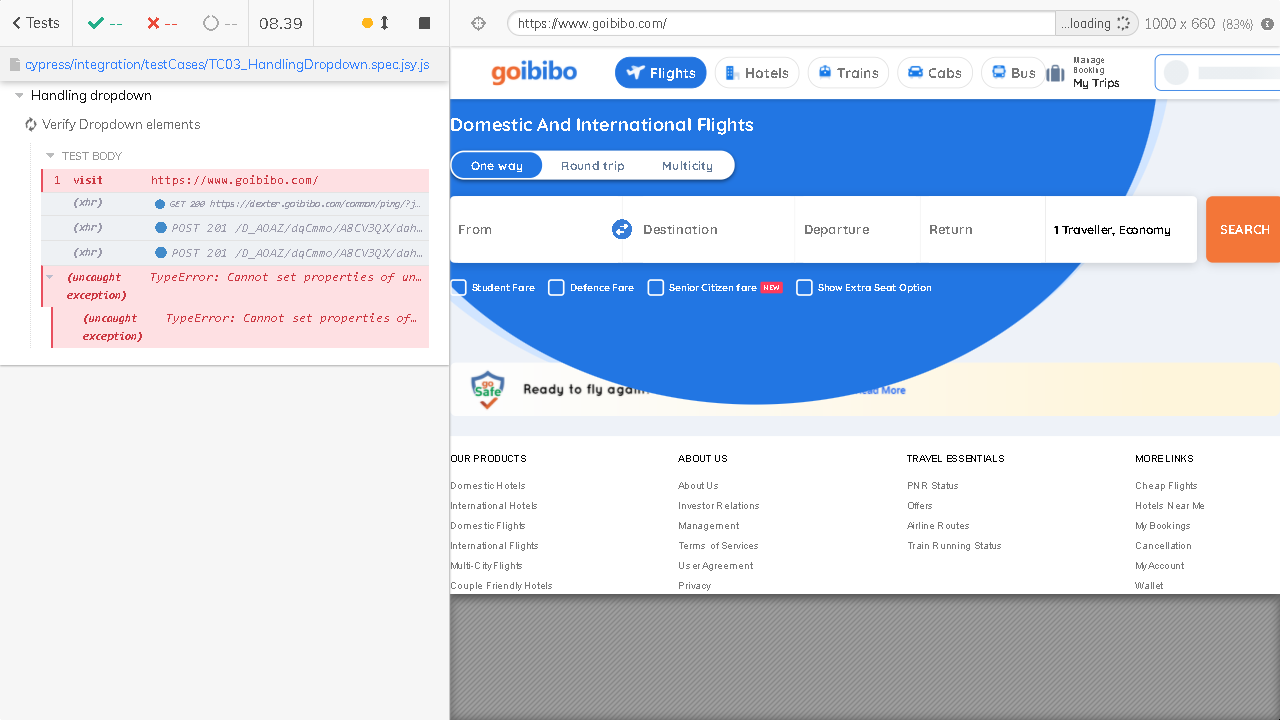 Tests
--
--
--
08.39
https://www.goibibo.com/
...loading
1000 x 660 (83%)
cypress/integration/testCases/TC03_HandlingDropdown.spec.jsy.js
Handling dropdown
Verify Dropdown elements
TEST BODY
1 visit https://www.goibibo.com/
(xhr) GET 200 https://dexter.goibibo.com/common/ping/?j...
(xhr) POST 201 /D_AOAZ/dqCmmo/A8CV3QX/dah...
(xhr) POST 201 /D_AOAZ/dqCmmo/A8CV3QX/dah...
(uncaught exception) TypeError: Cannot set properties of un...
(uncaught exception) TypeError: Cannot set properties of...
goibibo
Flights
Hotels
Trains
Cabs
Bus
Manage
Booking
My Trips
Domestic And International Flights
One way
Round trip
Multicity
From
Destination
Departure
Return
1 Traveller, Economy
SEARCH
Student Fare
Defence Fare
Senior Citizen fare NEW
Show Extra Seat Option
go
Safe
Ready to fly again
More
OUR PRODUCTS
Domestic Hotels
International Hotels
Domestic Flights
International Flights
Multi-City Flights
Couple Friendly Hotels
ABOUT US
About Us
Investor Relations
Management
Terms of Services
User Agreement
Privacy
TRAVEL ESSENTIALS
PNR Status
Offers
Airline Routes
Train Running Status
MORE LINKS
Cheap Flights
Hotels Near Me
My Bookings
Cancellation
My Account
Wallet